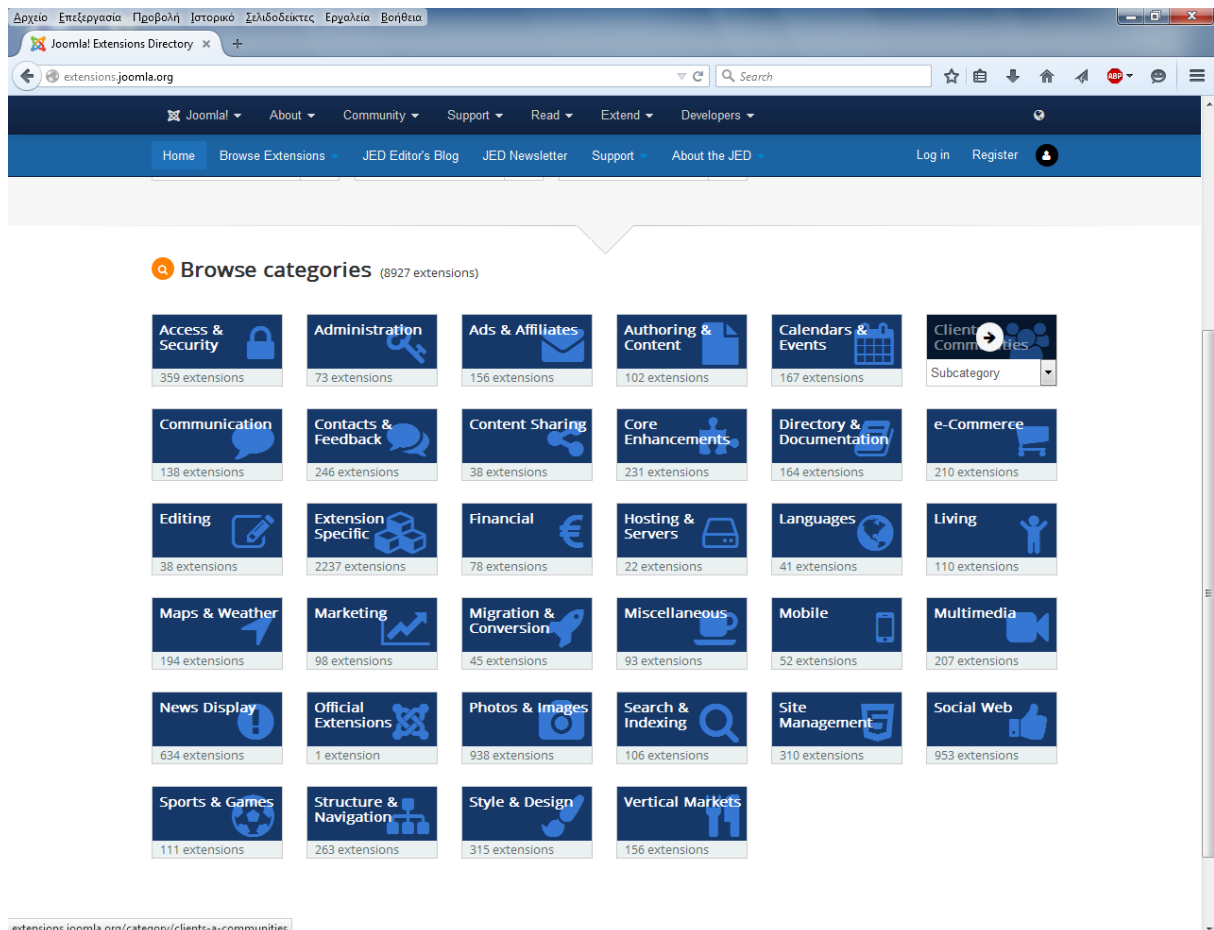 Αρχείο Επεξεργασία Προβολή Ιστορικό Σελιδοδείκτες Εργαλεία Βοήθεια
Joomla! Extensions Directory
extensions.joomla.org
Search
ABP
Joomla! About Community Support Read Extend Developers
Home Browse Extensions JED Editor's Blog JED Newsletter Support About the JED Log in Register
Browse categories (8927 extensions)
Access & Security
359 extensions
Administration
73 extensions
Ads & Affiliates
156 extensions
Authoring & Content
102 extensions
Calendars & Events
167 extensions
Subcategory
Communication
138 extensions
Contacts & Feedback
246 extensions
Content Sharing
38 extensions
Core Enhancements
231 extensions
Directory & Documentation
164 extensions
e-Commerce
210 extensions
Editing
38 extensions
Extension Specific
2237 extensions
Financial
78 extensions
Hosting & Servers
22 extensions
Languages
41 extensions
Living
110 extensions
Maps & Weather
194 extensions
Marketing
98 extensions
Migration & Conversion
45 extensions
Miscellaneous
93 extensions
Mobile
52 extensions
Multimedia
207 extensions
News Display
634 extensions
Official Extensions
1 extension
Photos & Images
938 extensions
Search & Indexing
106 extensions
Site Management
310 extensions
Social Web
953 extensions
Sports & Games
111 extensions
Structure & Navigation
263 extensions
Style & Design
315 extensions
Vertical Markets
156 extensions
extensions.joomla.org/category/clients-a-communities